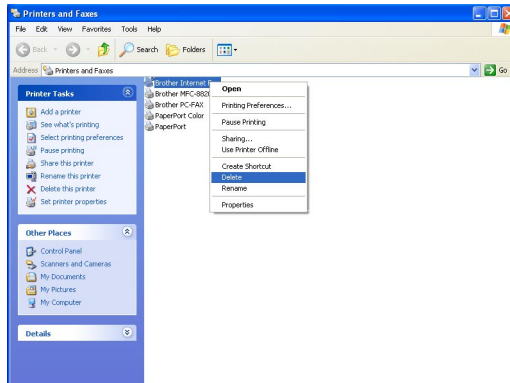 Printers and Faxes
File Edit View Favorites Tools Help
Back Search Folders
Address Printers and Faxes Go
Printer Tasks
Add a printer
See what's printing
Select printing preferences
Pause printing
Share this printer
Rename this printer
Delete this printer
Set printer properties
Other Places
Control Panel
Scanners and Cameras
My Documents
My Pictures
My Computer
Details
Brother Internet F
Brother MFC-882
Brother PC-FAX
PaperPort Color
PaperPort
Open
Printing Preferences...
Pause Printing
Sharing...
Use Printer Offline
Create Shortcut
Delete
Rename
Properties